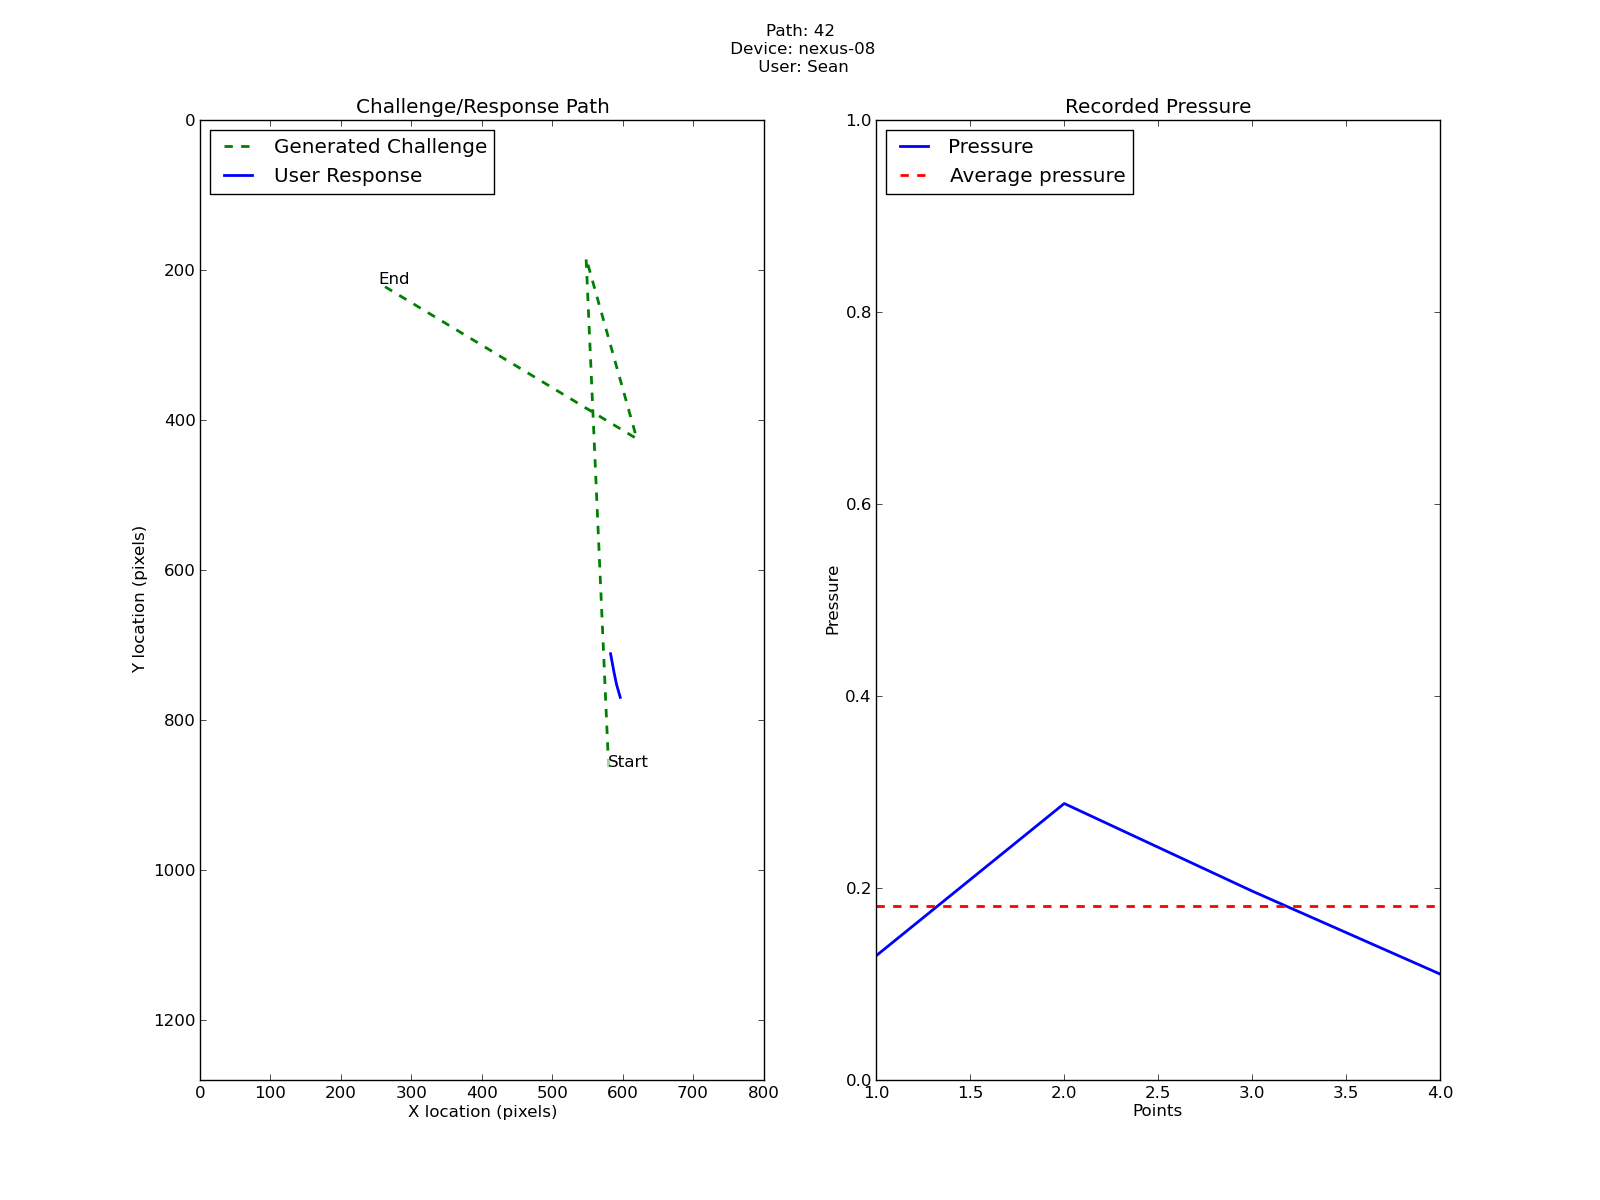 Path: 42
Device: nexus-08
User: Sean
Challenge/Response Path
Generated Challenge
User Response
End
Start
0
200
400
600
800
1000
1200
Y location (pixels)
0 100 200 300 400 500 600 700 800
X location (pixels)
Recorded Pressure
Pressure
Average pressure
1.0
0.8
0.6
0.4
0.2
0.0
Pressure
1.0 1.5 2.0 2.5 3.0 3.5 4.0
Points